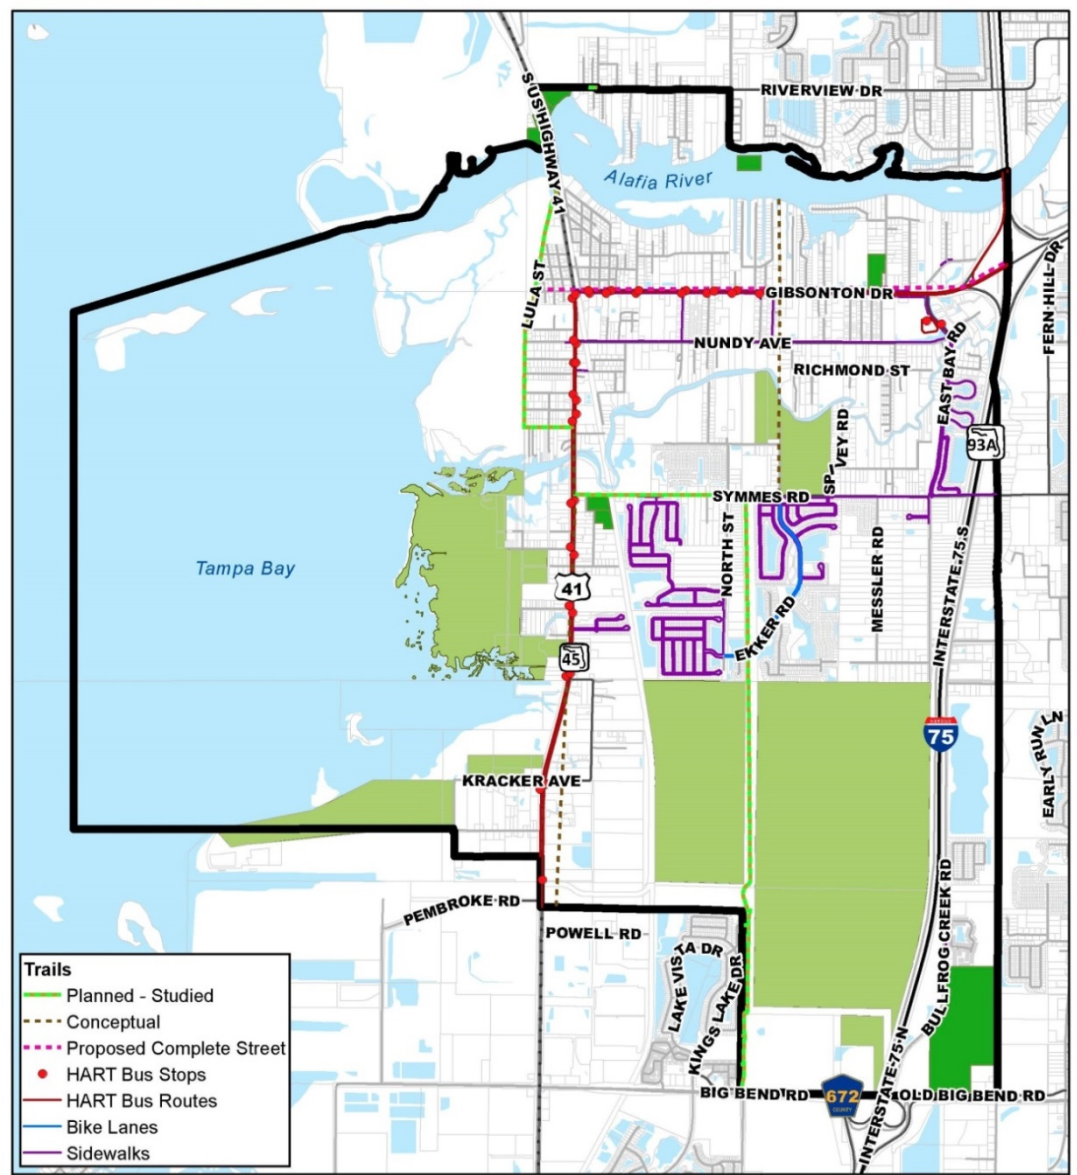 RIVERVIEW DR
S US HIGHWAY 41
Alafia River
FERN HILL DR
LULA ST
GIBSONTON DR
NUNDY AVE
EAST BAY RD
RICHMOND ST
93A
SPIVEY RD
SYMMES RD
NORTH ST
MESSLER RD
INTERSTATE 75 S
Tampa Bay
41
EKKER RD
45
75
EARLY RUN LN
KRACKER AVE
BULLFROG CREEK RD
PEMBROKE RD
POWELL RD
LAKE VISTA DR
KINGS LAKE DR
INTERSTATE 75 N
BIG BEND RD
672
COUNTY
OLD BIG BEND RD
Trails
Planned - Studied
Conceptual
Proposed Complete Street
HART Bus Stops
HART Bus Routes
Bike Lanes
Sidewalks